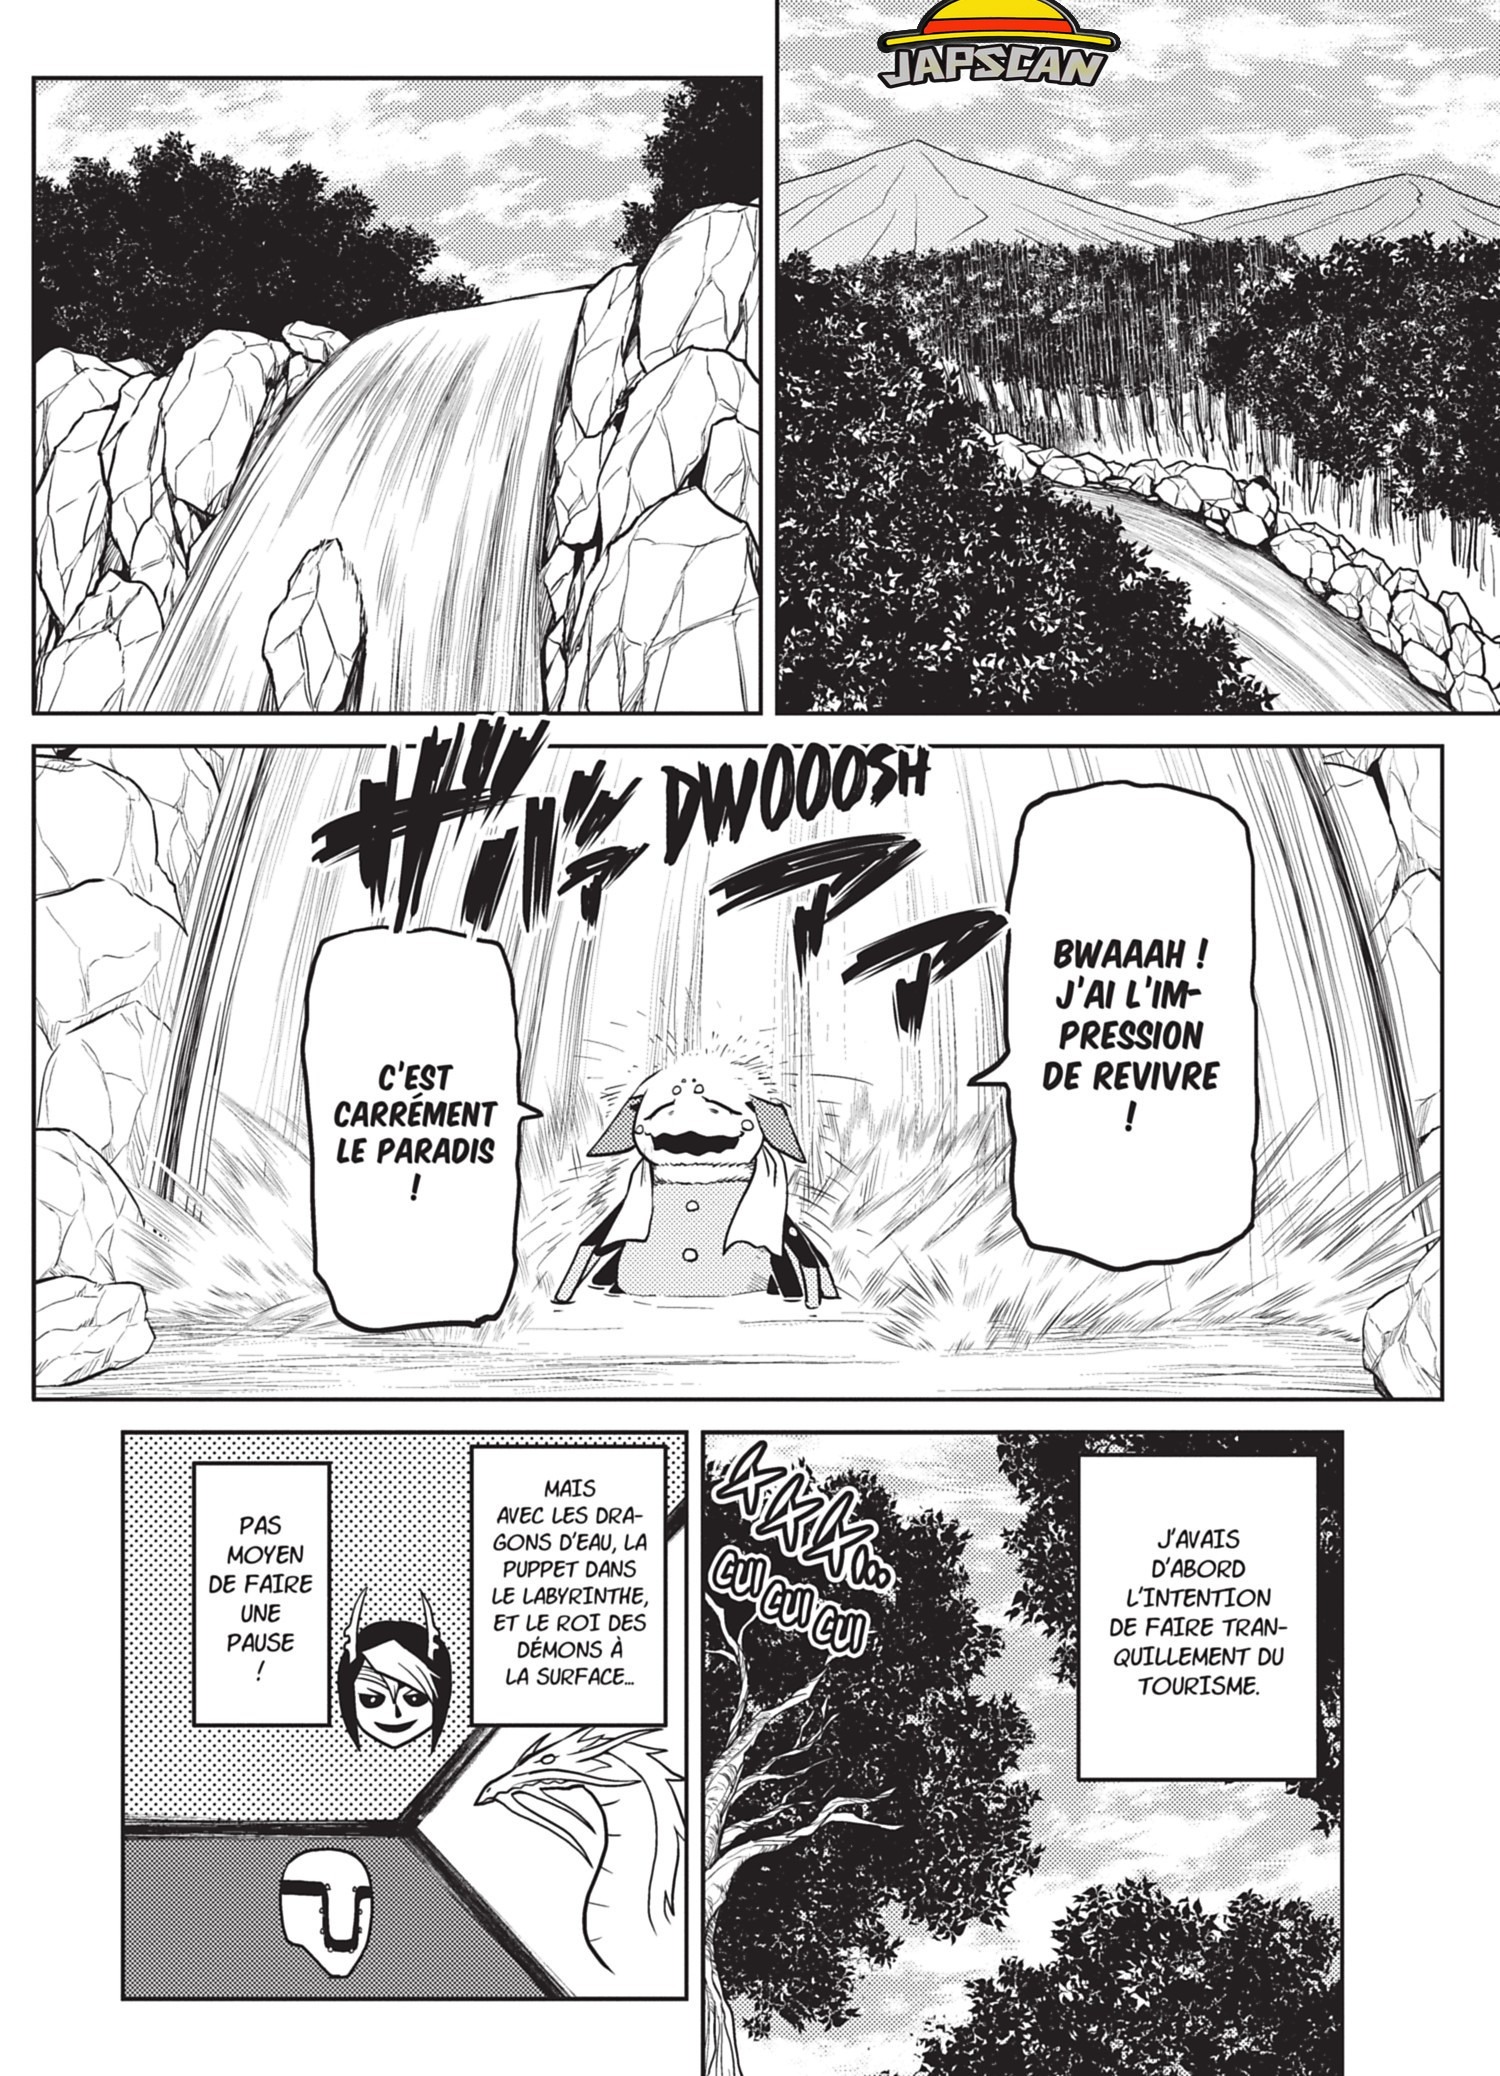 JAPSCAN
DWOOOSH
BWAAAH !
J'AI L'IM-
PRESSION
DE REVIVRE
!
C'EST
CARRÉMENT
LE PARADIS
!
J'AVAIS
D'ABORD
L'INTENTION
DE FAIRE TRAN-
QUILLEMENT DU
TOURISME.
CUI CUI CUI
MAIS
AVEC LES DRA-
GONS D'EAU, LA
PUPPET DANS
LE LABYRINTHE,
ET LE ROI DES
DÉMONS À
LA SURFACE...
PAS
MOYEN
DE FAIRE
UNE
PAUSE
!